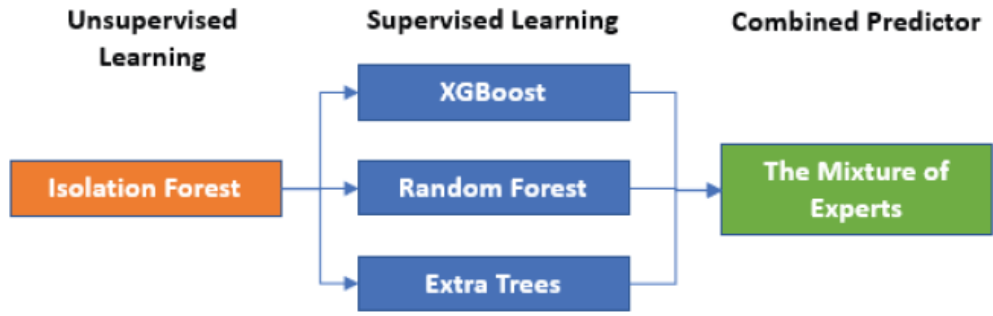 Unsupervised
Learning
Supervised Learning
Combined Predictor
XGBoost
Isolation Forest
Random Forest
The Mixture of
Experts
Extra Trees